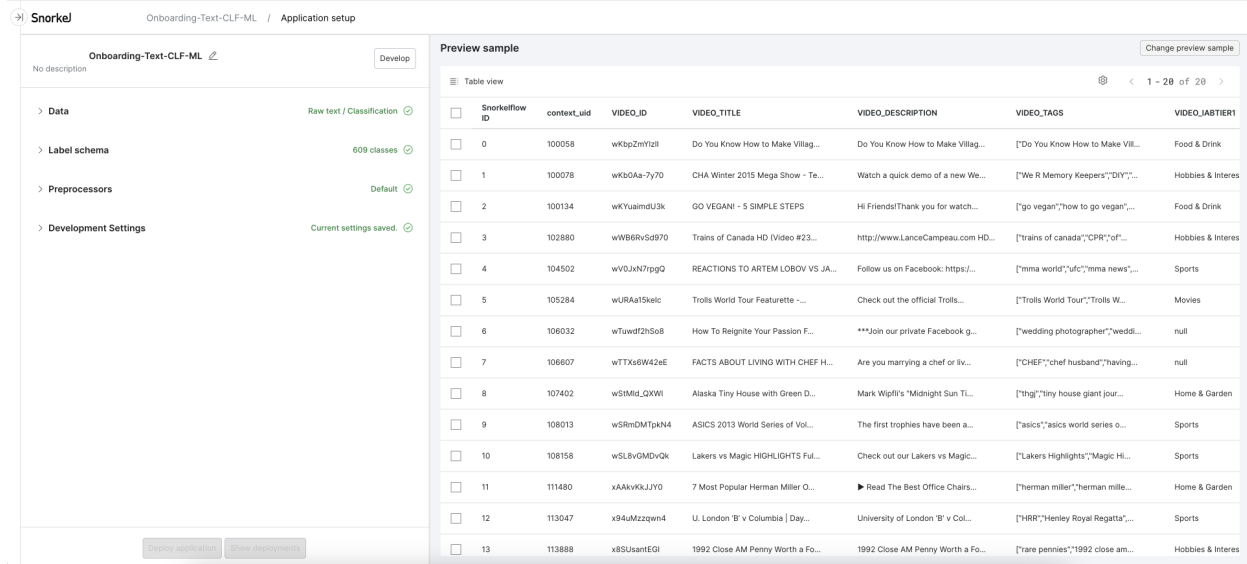 Snorkel
Onboarding-Text-CLF-ML / Application setup
Onboarding-Text-CLF-ML
No description
Develop
Data Raw text / Classification
Label schema 609 classes
Preprocessors Default
Development Settings Current settings saved.
Deploy application Show deployments
Preview sample
Change preview sample
Table view
1 - 20 of 20
Snorkelflow ID context_uid VIDEO_ID VIDEO_TITLE VIDEO_DESCRIPTION VIDEO_TAGS VIDEO_IABTIER1
0 100058 wKbpZmYIzII Do You Know How to Make Villag... Do You Know How to Make Villag... ["Do You Know How to Make Vill... Food & Drink
1 100078 wKb0Aa-7y70 CHA Winter 2015 Mega Show - Te... Watch a quick demo of a new We... ["We R Memory Keepers","DIY","... Hobbies & Interes
2 100134 wKYuaimdU3k GO VEGAN! - 5 SIMPLE STEPS Hi Friends!Thank you for watch... ["go vegan","how to go vegan",... Food & Drink
3 102880 wWB6RvSd970 Trains of Canada HD (Video #23... http://www.LanceCampeau.com HD... ["trains of canada","CPR","of"... Hobbies & Interes
4 104502 wV0JxN7rpgQ REACTIONS TO ARTEM LOBOV VS JA... Follow us on Facebook: https:/... ["mma world","ufc","mma news",... Sports
5 105284 wURAa15kelc Trolls World Tour Featurette -... Check out the official Trolls... ["Trolls World Tour","Trolls W... Movies
6 106032 wTuwdf2hSo8 How To Reignite Your Passion F... ***Join our private Facebook g... ["wedding photographer","weddi... null
7 106607 wTTXs6W42eE FACTS ABOUT LIVING WITH CHEF H... Are you marrying a chef or liv... ["CHEF","chef husband","having... null
8 107402 wStMId_QXWI Alaska Tiny House with Green D... Mark Wipfli's "Midnight Sun Ti... ["thgj","tiny house giant jour... Home & Garden
9 108013 wSRmDMTpkN4 ASICS 2013 World Series of Vol... The first trophies have been a... ["asics","asics world series o... Sports
10 108158 wSL8vGMDvQk Lakers vs Magic HIGHLIGHTS Ful... Check out our Lakers vs Magic... ["Lakers Highlights","Magic Hi... Sports
11 111480 xAAkvKkJJY0 7 Most Popular Herman Miller O... ▶ Read The Best Office Chairs... ["herman miller","herman mille... Home & Garden
12 113047 x94uMzzqwn4 U. London 'B' v Columbia | Day... University of London 'B' v Col... ["HRR","Henley Royal Regatta",... Sports
13 113888 x8SUsantEGI 1992 Close AM Penny Worth a Fo... 1992 Close AM Penny Worth a Fo... ["rare pennies","1992 close am... Hobbies & Interes